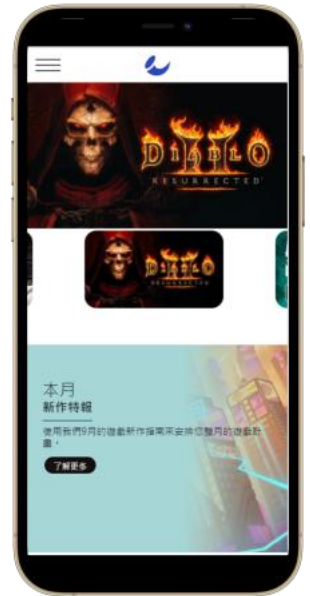 DIABLO
II
RESURRECTED
DIABLO
II
RESURRECTED
本月
新作特報
使用我們9月的遊戲新作指南來安排您整月的遊戲計
畫。
了解更多